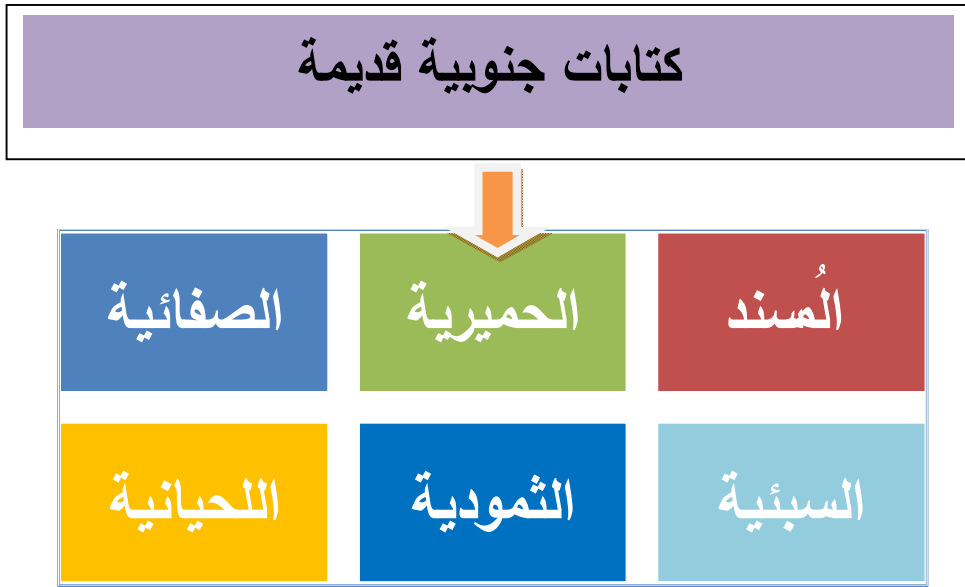 كتابات جنوبية قديمة
المُسند
الحميرية
الصفائية
السبئية
الثمودية
اللحيانية